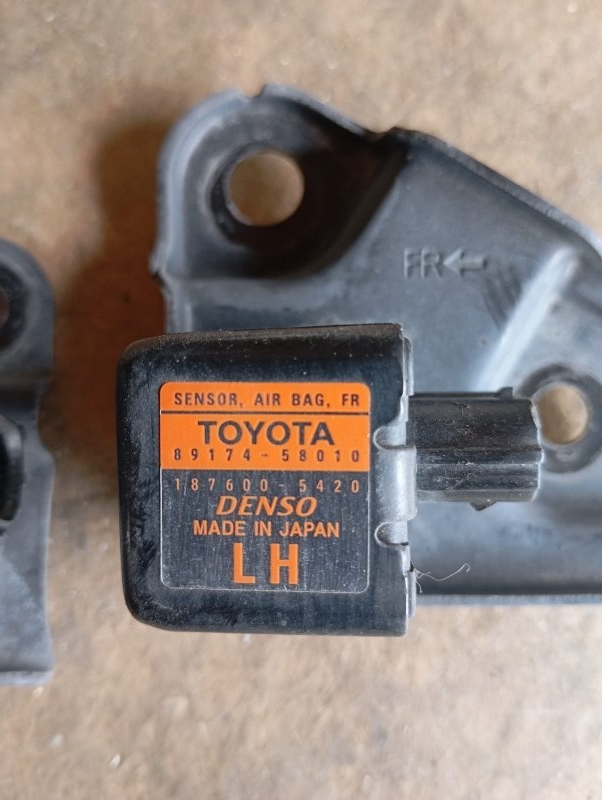 FR←
SENSOR, AIR BAG, FR
TOYOTA
89174-58010
187600-5420
DENSO
MADE IN JAPAN
LH